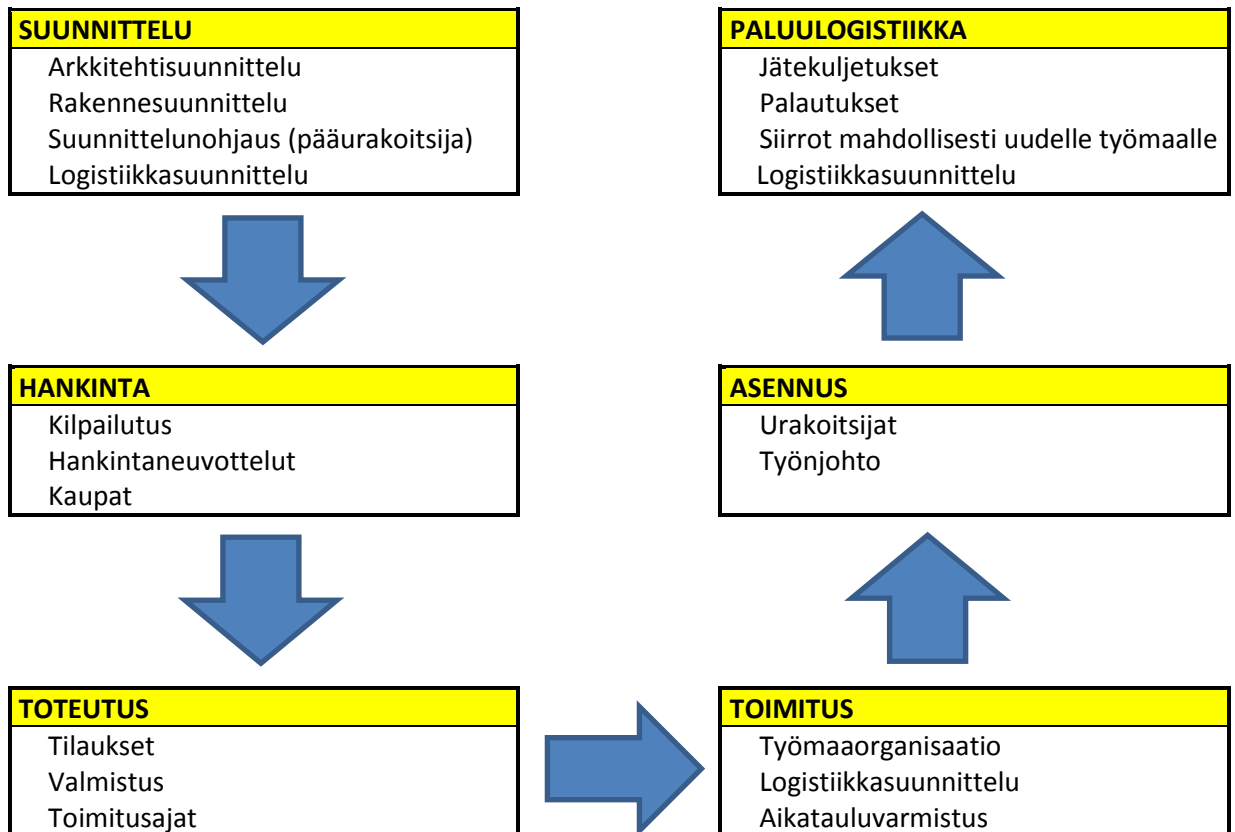 SUUNNITTELU
Arkkitehtisuunnittelu
Rakennesuunnittelu
Suunnittelunohjaus (pääurakoitsija)
Logistiikkasuunnittelu
HANKINTA
Kilpailutus
Hankintaneuvottelut
Kaupat
TOTEUTUS
Tilaukset
Valmistus
Toimitusajat
TOIMITUS
Työmaaorganisaatio
Logistiikkasuunnittelu
Aikatauluvarmistus
ASENNUS
Urakoitsijat
Työnjohto
PALUULOGISTIIKKA
Jätekuljetukset
Palautukset
Siirrot mahdollisesti uudelle työmaalle
Logistiikkasuunnittelu